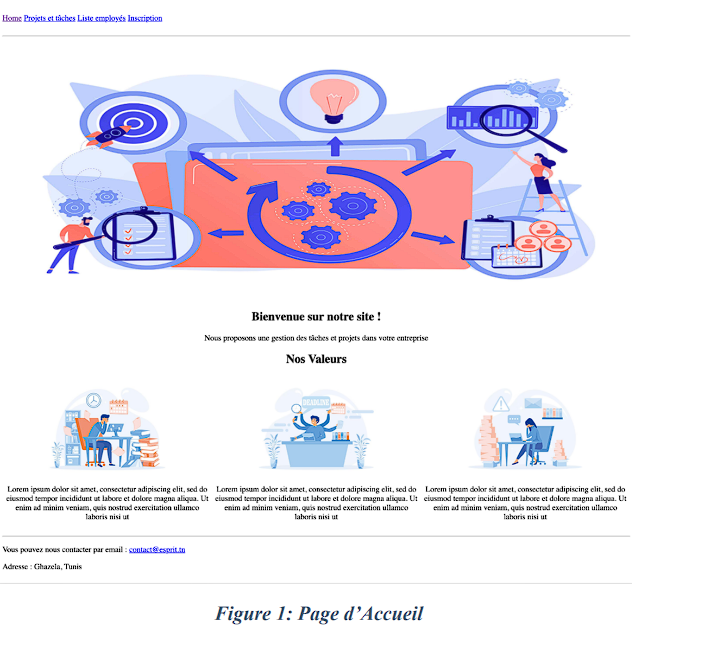 Home Projets et tâches Liste employés Inscription
Bienvenue sur notre site !
Nous proposons une gestion des tâches et projets dans votre entreprise
Nos Valeurs
DEADLINE
Lorem ipsum dolor sit amet, consectetur adipiscing elit, sed do
eiusmod tempor incididunt ut labore et dolore magna aliqua. Ut
enim ad minim veniam, quis nostrud exercitation ullamco
laboris nisi ut
Lorem ipsum dolor sit amet, consectetur adipiscing elit, sed do
eiusmod tempor incididunt ut labore et dolore magna aliqua. Ut
enim ad minim veniam, quis nostrud exercitation ullamco
laboris nisi ut
Lorem ipsum dolor sit amet, consectetur adipiscing elit, sed do
eiusmod tempor incididunt ut labore et dolore magna aliqua. Ut
enim ad minim veniam, quis nostrud exercitation ullamco
laboris nisi ut
Vous pouvez nous contacter par email : contact@esprit.tn
Adresse : Ghazela, Tunis
Figure 1: Page d’Accueil